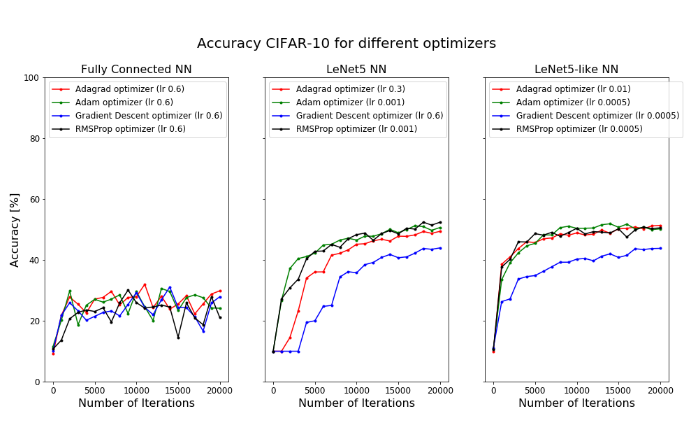 Accuracy CIFAR-10 for different optimizers
Fully Connected NN
LeNet5 NN
LeNet5-like NN
Accuracy [%]
100
80
60
40
20
0
Adagrad optimizer (lr 0.6)
Adam optimizer (lr 0.6)
Gradient Descent optimizer (lr 0.6)
RMSProp optimizer (lr 0.6)
Adagrad optimizer (lr 0.3)
Adam optimizer (lr 0.001)
Gradient Descent optimizer (lr 0.6)
RMSProp optimizer (lr 0.001)
Adagrad optimizer (lr 0.01)
Adam optimizer (lr 0.0005)
Gradient Descent optimizer (lr 0.0005)
RMSProp optimizer (lr 0.0005)
0 5000 10000 15000 20000
0 5000 10000 15000 20000
0 5000 10000 15000 20000
Number of Iterations
Number of Iterations
Number of Iterations